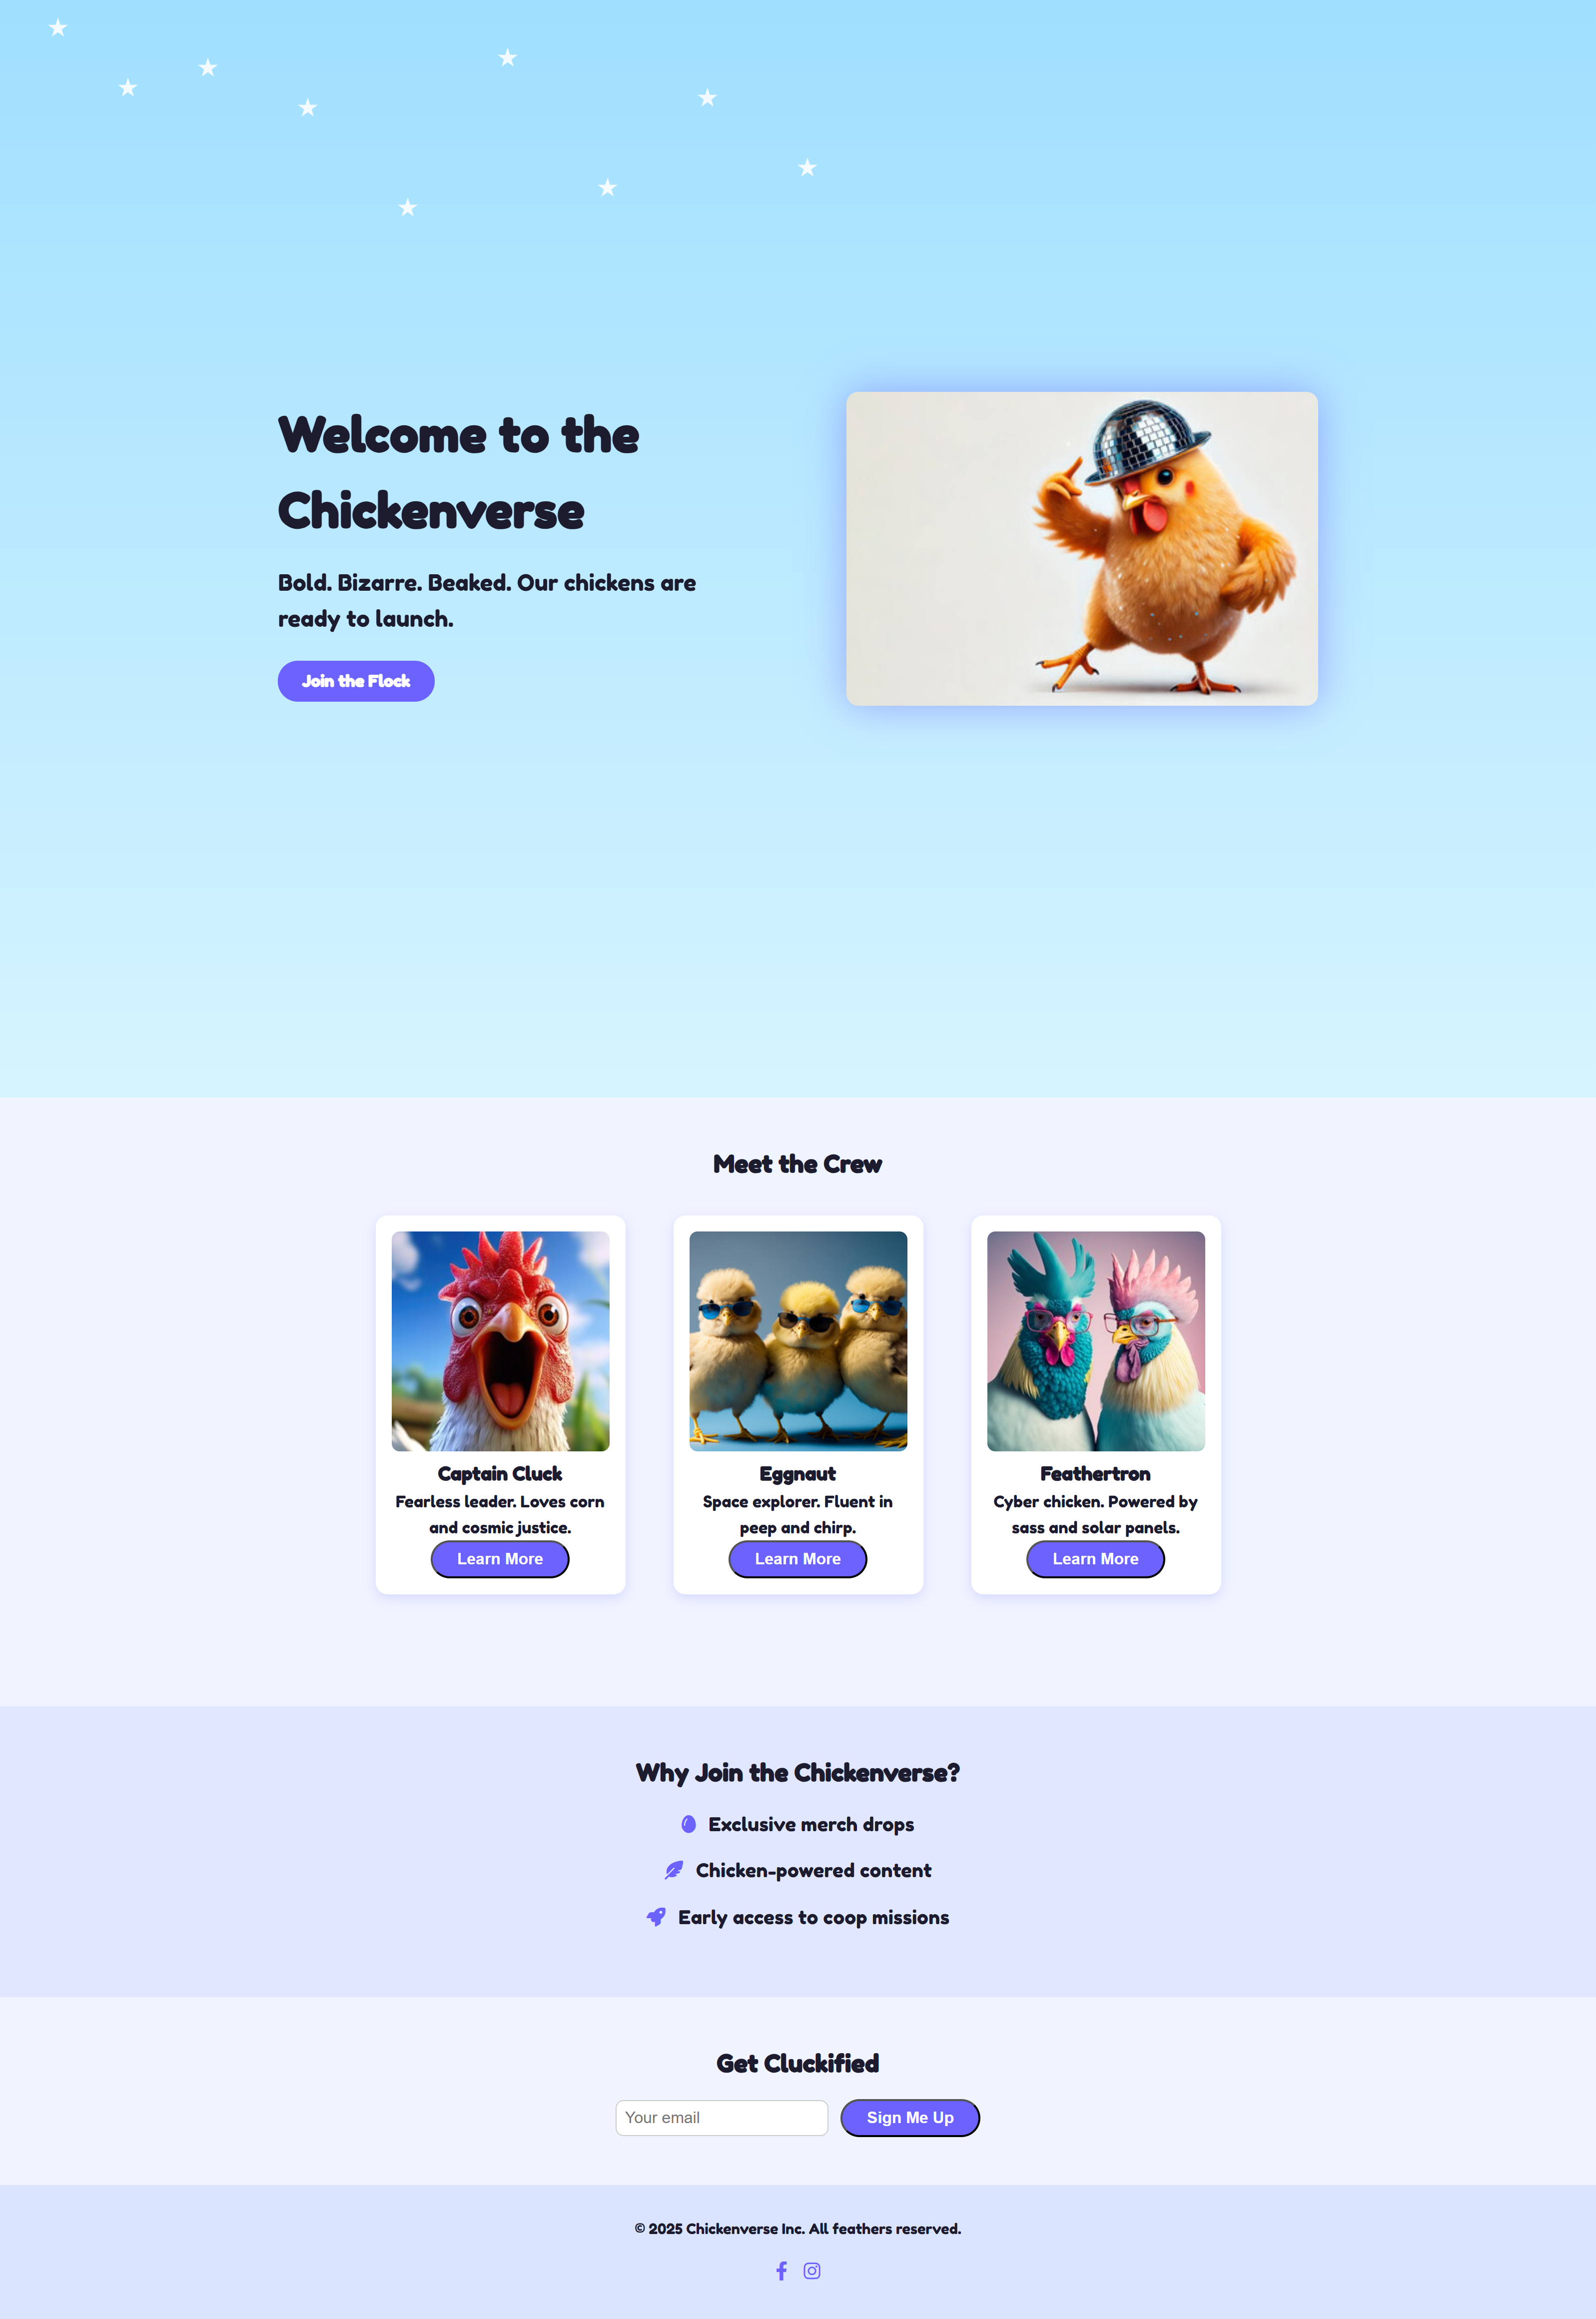 Welcome to the
Chickenverse
Bold. Bizarre. Beaked. Our chickens are
ready to launch.
Join the Flock
Meet the Crew
Captain Cluck
Fearless leader. Loves corn
and cosmic justice.
Learn More
Eggnaut
Space explorer. Fluent in
peep and chirp.
Learn More
Feathertron
Cyber chicken. Powered by
sass and solar panels.
Learn More
Why Join the Chickenverse?
Exclusive merch drops
Chicken-powered content
Early access to coop missions
Get Cluckified
Your email
Sign Me Up
© 2025 Chickenverse Inc. All feathers reserved.